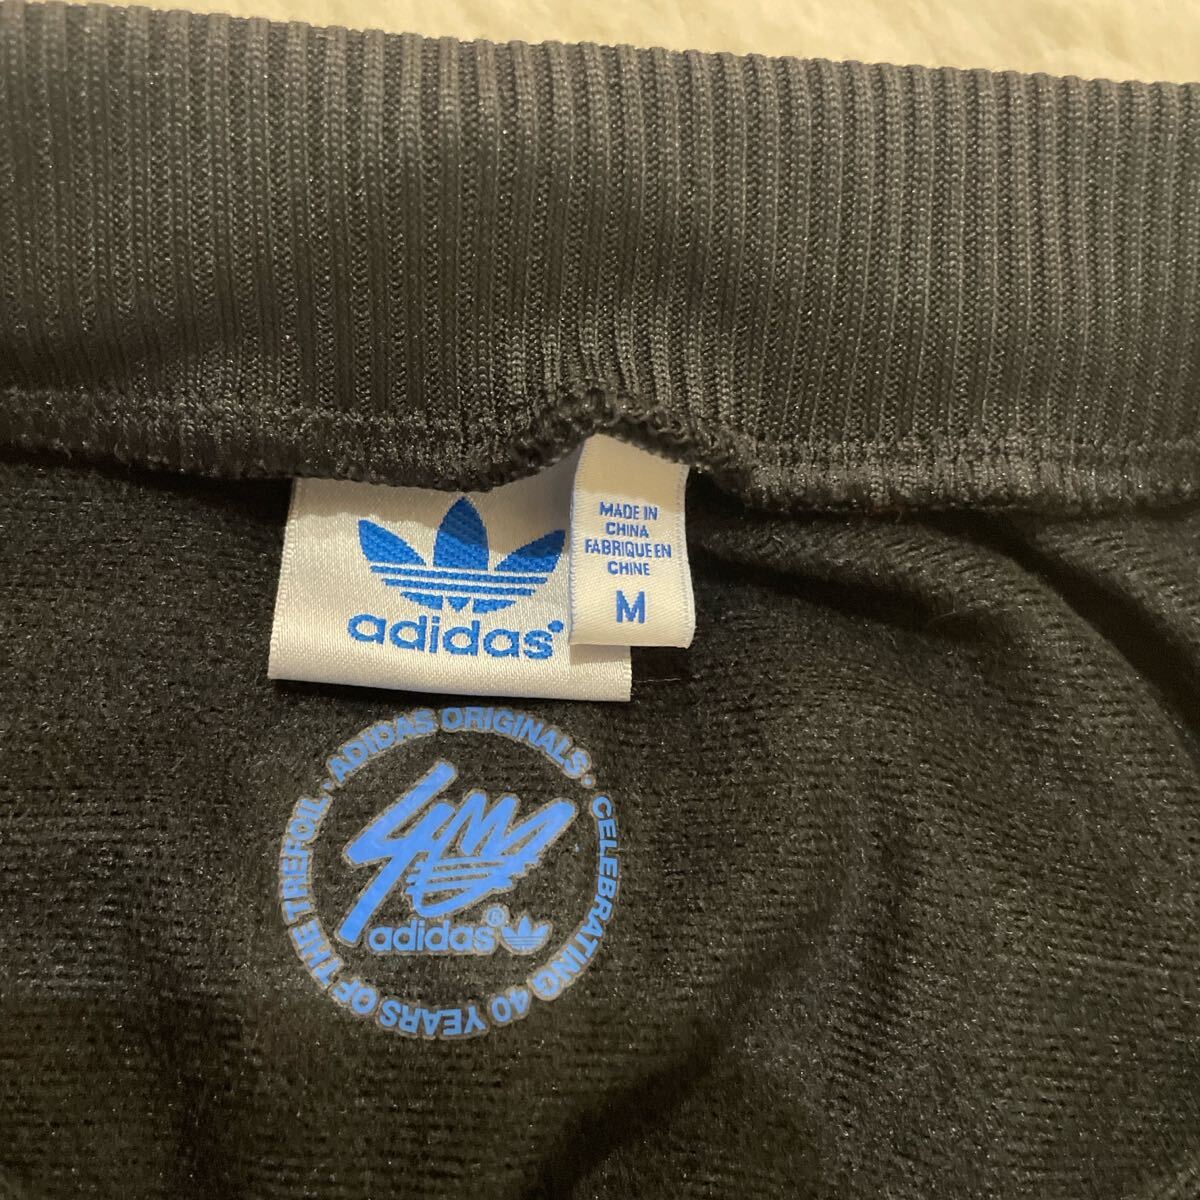 adidas®
MADE IN
CHINA
FABRIQUE EN
CHINE
M
ADIDAS ORIGINALS · CELEBRATING 40 YEARS OF THE TREFOIL ·
adidas®